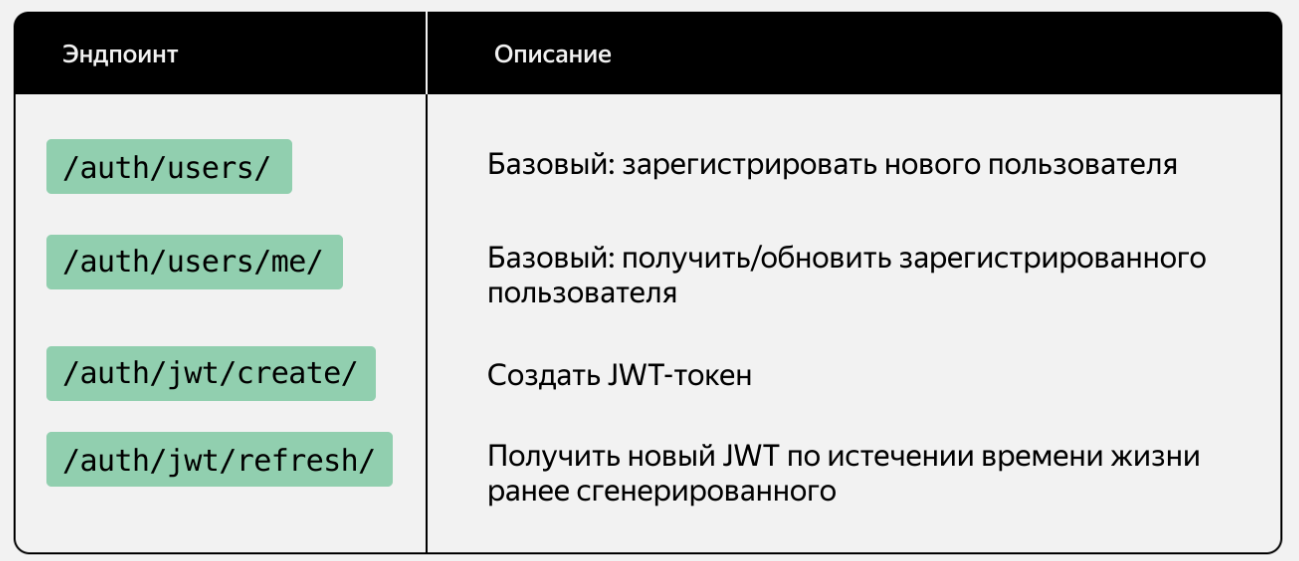 Эндпоинт
Описание
/auth/users/
Базовый: зарегистрировать нового пользователя
/auth/users/me/
Базовый: получить/обновить зарегистрированного
пользователя
/auth/jwt/create/
Создать JWT-токен
/auth/jwt/refresh/
Получить новый JWT по истечении времени жизни
ранее сгенерированного